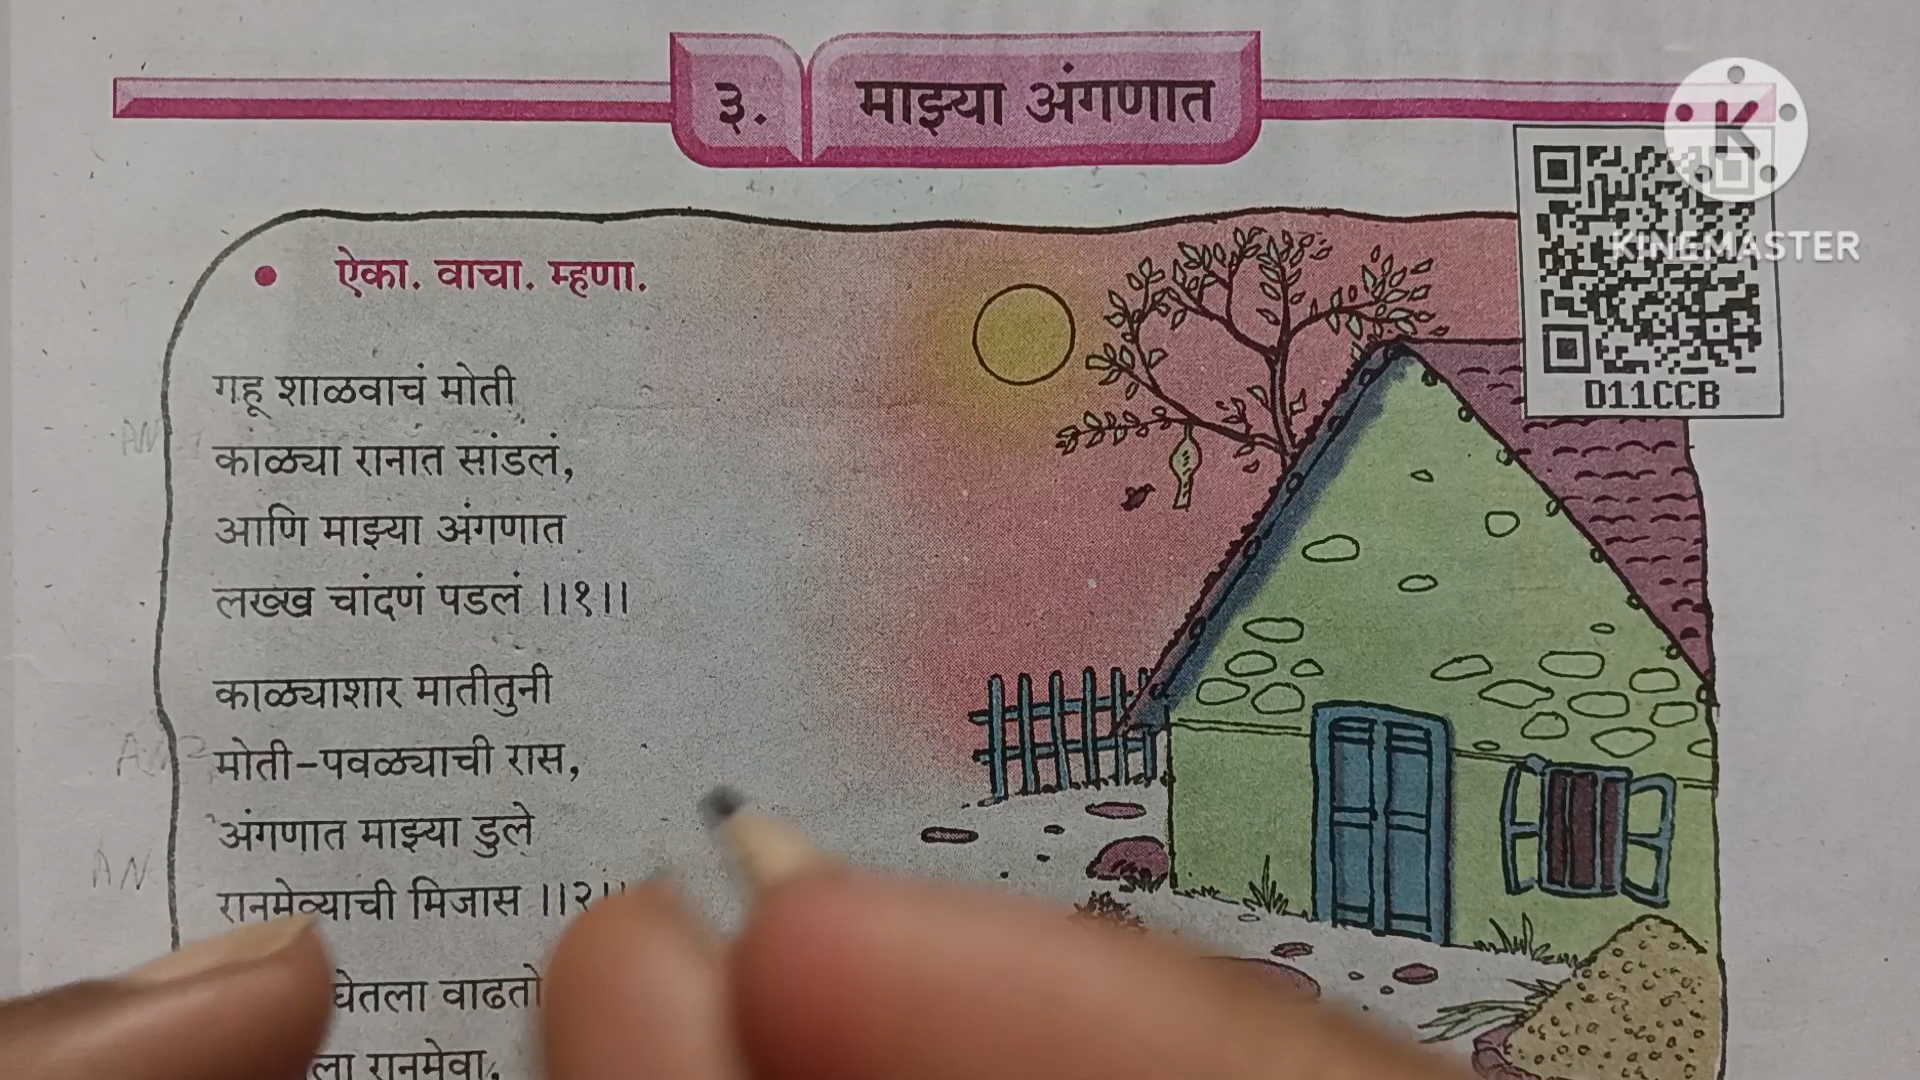 ३. माझ्या अंगणात
K
KINEMASTER
D11CCB
• ऐका. वाचा. म्हणा.
गहू शाळवाचं मोती
काळ्या रानात सांडलं,
आणि माझ्या अंगणात
लख्ख चांदणं पडलं ।।१।।
काळ्याशार मातीतुनी
मोती-पवळ्याची रास,
अंगणात माझ्या डुले
रानमेव्याची मिजास ।।२।।
घेतला वाढतो
रानमेवा,